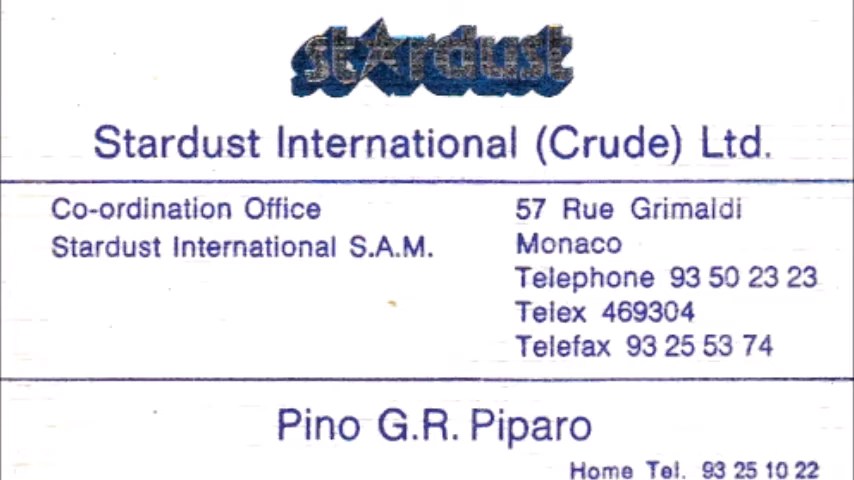 stardust
Stardust International (Crude) Ltd.
Co-ordination Office
Stardust International S.A.M.
57 Rue Grimaldi
Monaco
Telephone 93 50 23 23
Telex 469304
Telefax 93 25 53 74
Pino G.R. Piparo
Home Tel. 93 25 10 22